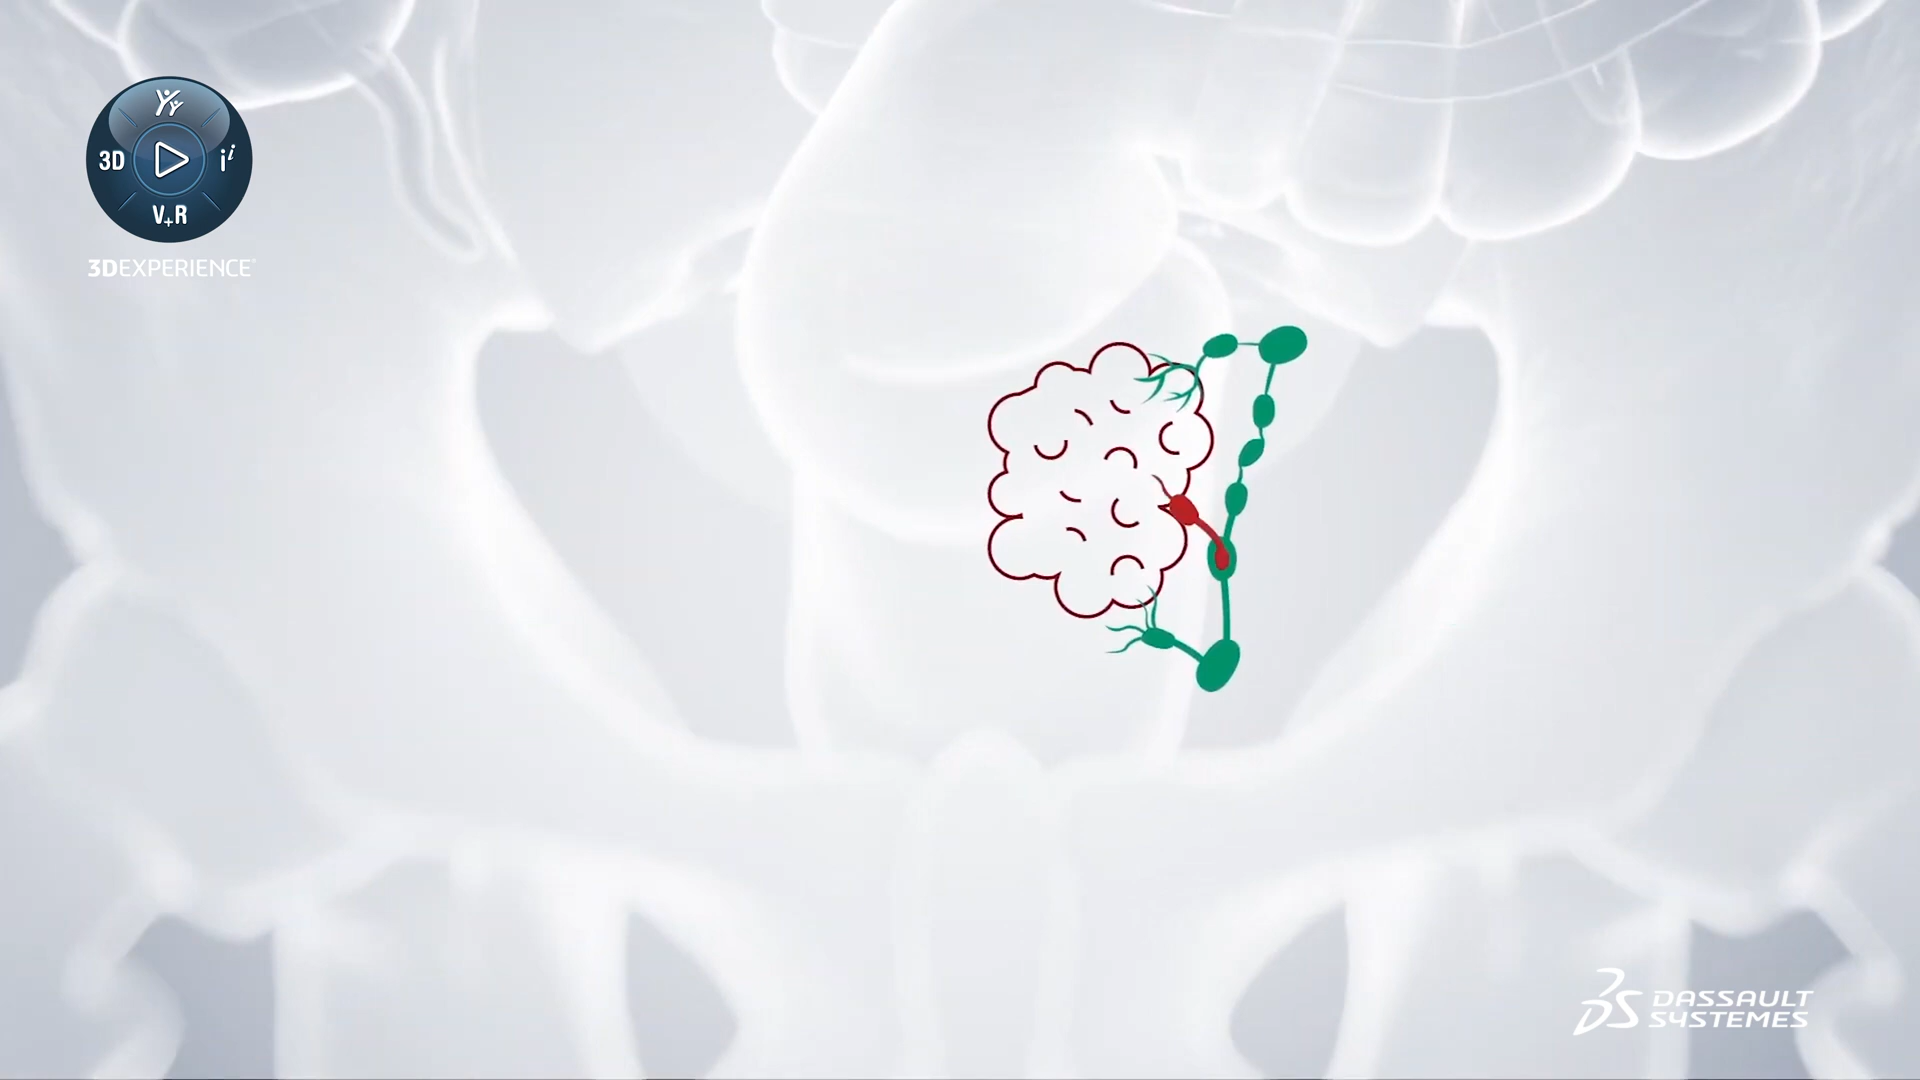 3D
i i
V+R
3DEXPERIENCE
DASSAULT
SYSTEMES